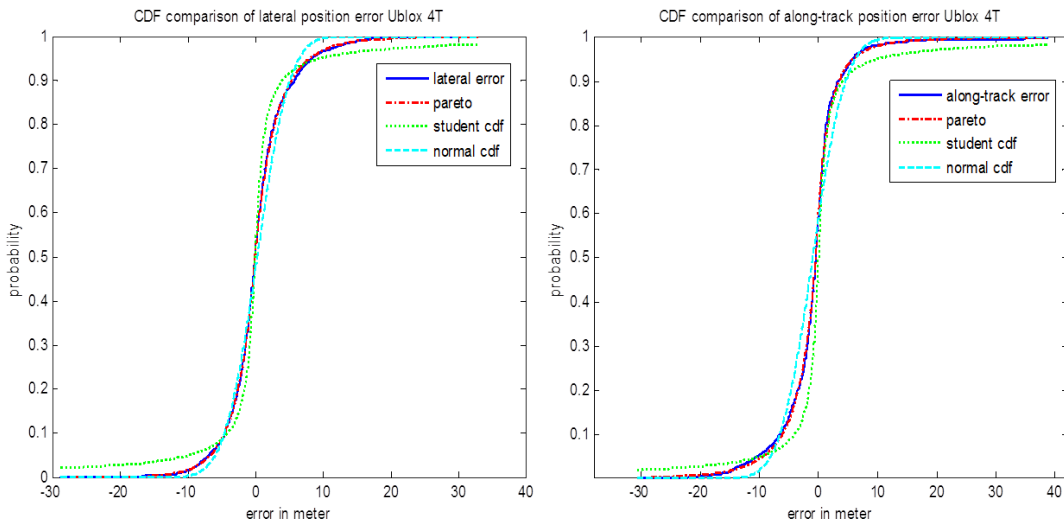 CDF comparison of lateral position error Ublox 4T
1
0.9
0.8
0.7
0.6
0.5
0.4
0.3
0.2
0.1
0
probability
lateral error
pareto
student cdf
normal cdf
-30 -20 -10 0 10 20 30 40
error in meter
CDF comparison of along-track position error Ublox 4T
1
0.9
0.8
0.7
0.6
0.5
0.4
0.3
0.2
0.1
probability
along-track error
pareto
student cdf
normal cdf
-30 -20 -10 0 10 20 30 40
error in meter